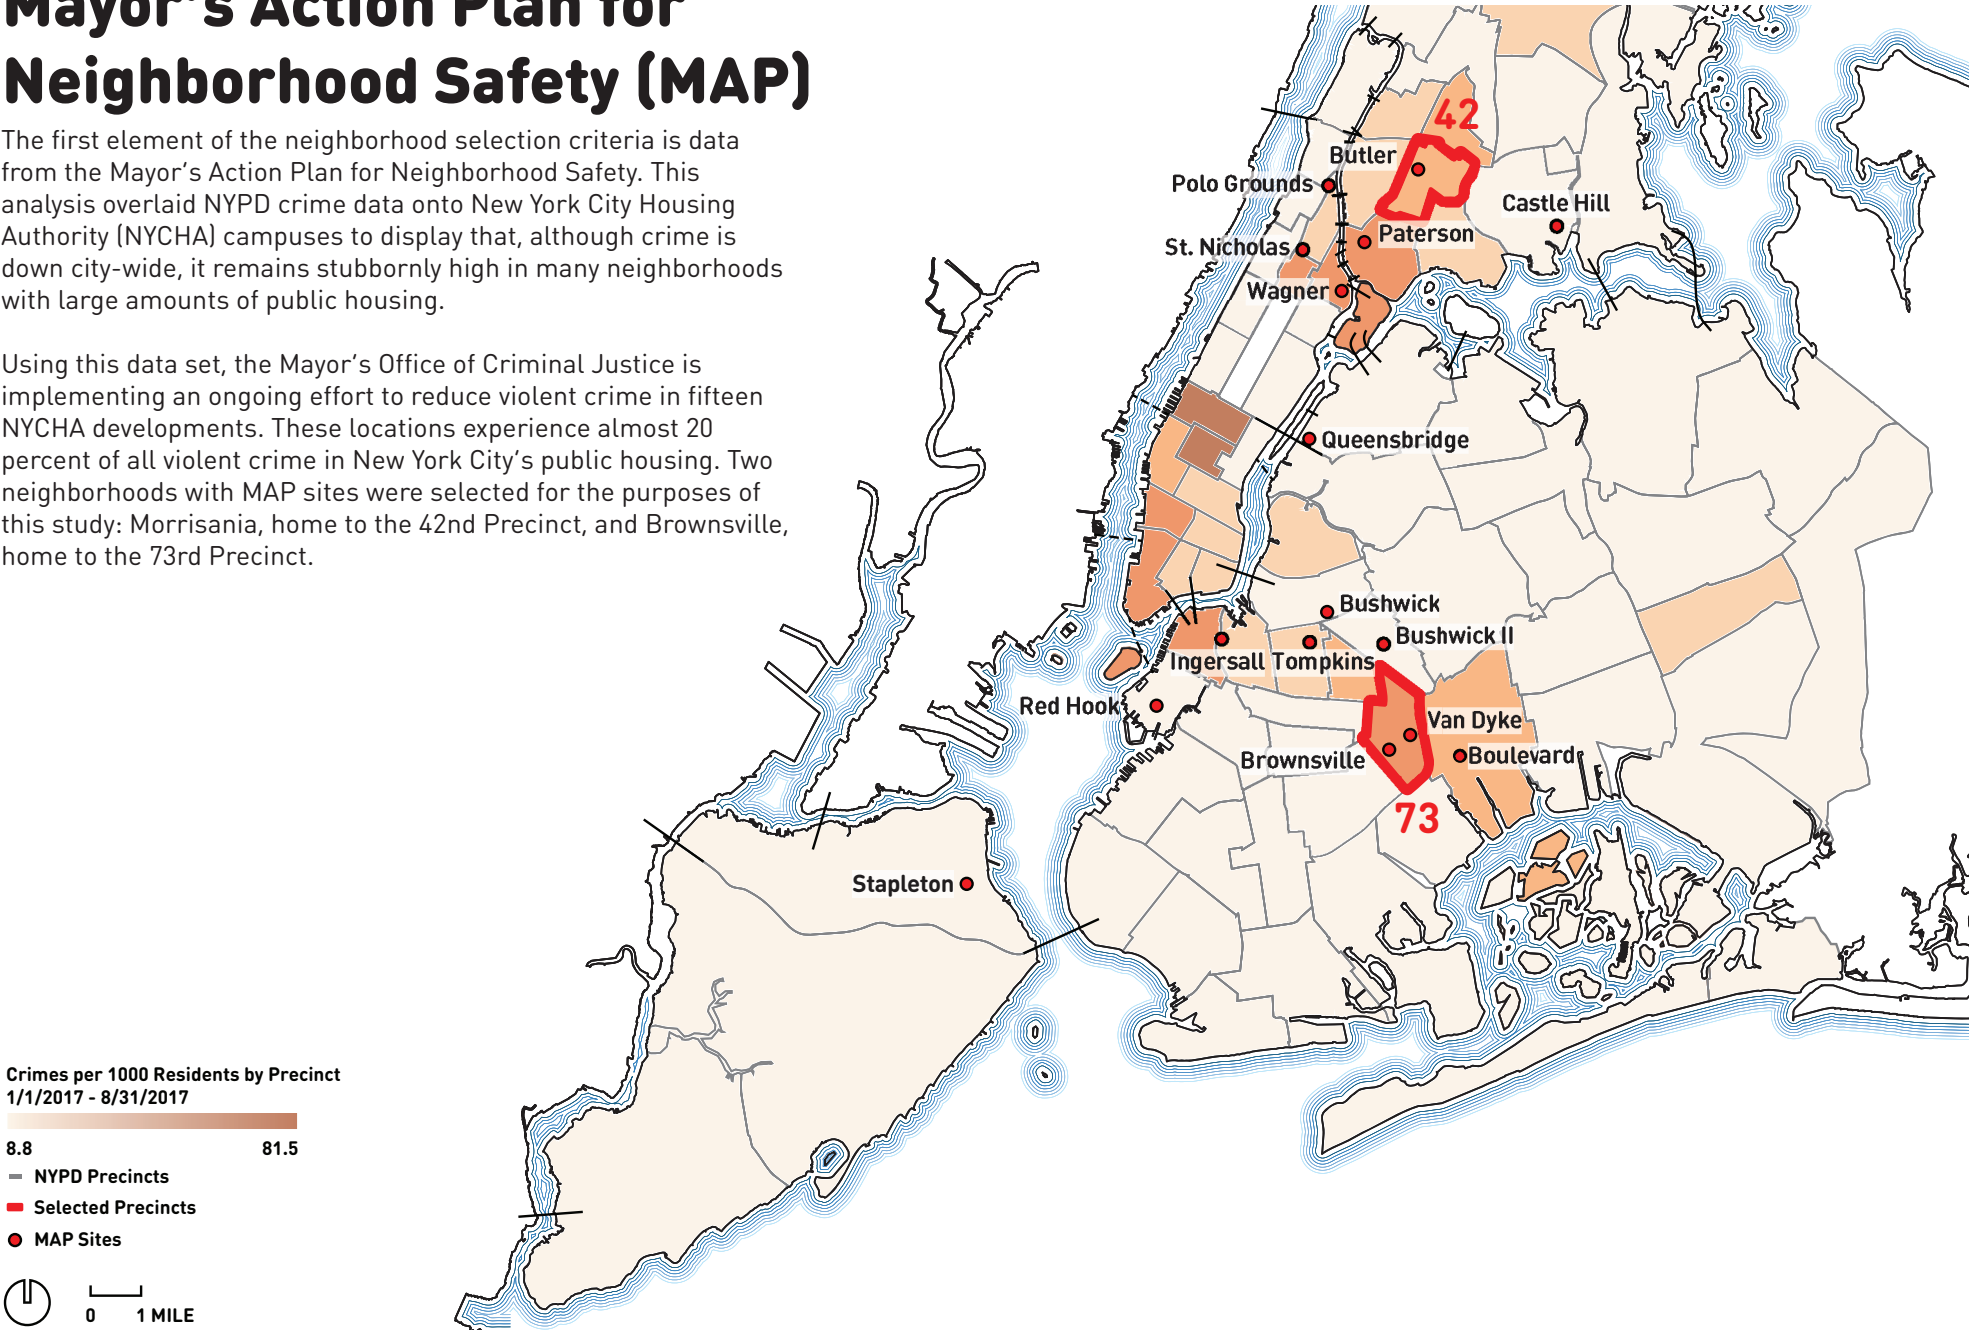 Mayor's Action Plan for
Neighborhood Safety (MAP)
The first element of the neighborhood selection criteria is data
from the Mayor's Action Plan for Neighborhood Safety. This
analysis overlaid NYPD crime data onto New York City Housing
Authority (NYCHA) campuses to display that, although crime is
down city-wide, it remains stubbornly high in many neighborhoods
with large amounts of public housing.
Using this data set, the Mayor's Office of Criminal Justice is
implementing an ongoing effort to reduce violent crime in fifteen
NYCHA developments. These locations experience almost 20
percent of all violent crime in New York City's public housing. Two
neighborhoods with MAP sites were selected for the purposes of
this study: Morrisania, home to the 42nd Precinct, and Brownsville,
home to the 73rd Precinct.
42
Butler
Polo Grounds
Castle Hill
Paterson
St. Nicholas
Wagner
Queensbridge
Bushwick
Bushwick II
Ingersall
Tompkins
Red Hook
Van Dyke
Brownsville
Boulevard
73
Stapleton
Crimes per 1000 Residents by Precinct
1/1/2017 - 8/31/2017
8.8
81.5
NYPD Precincts
Selected Precincts
MAP Sites
0
1 MILE